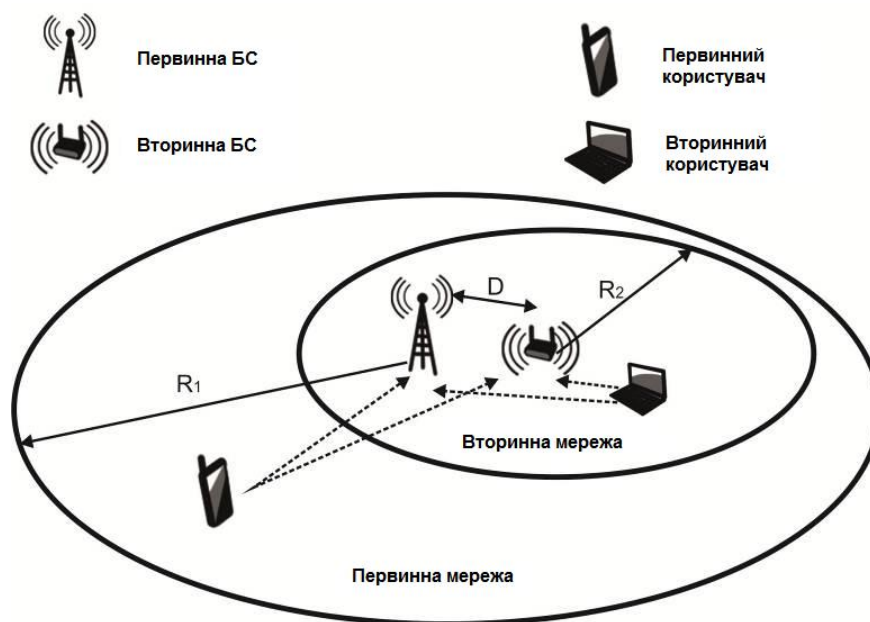 Первинна БС
Первинний
користувач
Вторинна БС
Вторинний
користувач
D
R2
R1
Вторинна мережа
Первинна мережа